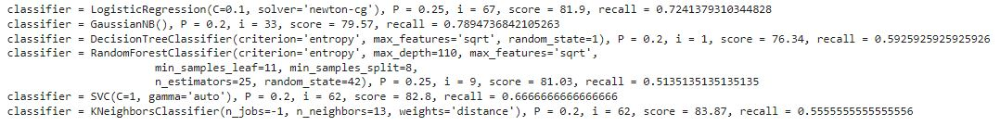 classifier = LogisticRegression(C=0.1, solver='newton-cg'), P = 0.25, i = 67, score = 81.9, recall = 0.7241379310344828
classifier = GaussianNB(), P = 0.2, i = 33, score = 79.57, recall = 0.7894736842105263
classifier = DecisionTreeClassifier(criterion='entropy', max_features='sqrt', random_state=1), P = 0.2, i = 1, score = 76.34, recall = 0.5925925925925926
classifier = RandomForestClassifier(criterion='entropy', max_depth=110, max_features='sqrt',
min_samples_leaf=11, min_samples_split=8,
n_estimators=25, random_state=42), P = 0.25, i = 9, score = 81.03, recall = 0.5135135135135135
classifier = SVC(C=1, gamma='auto'), P = 0.2, i = 62, score = 82.8, recall = 0.6666666666666666
classifier = KNeighborsClassifier(n_jobs=-1, n_neighbors=13, weights='distance'), P = 0.2, i = 62, score = 83.87, recall = 0.5555555555555556